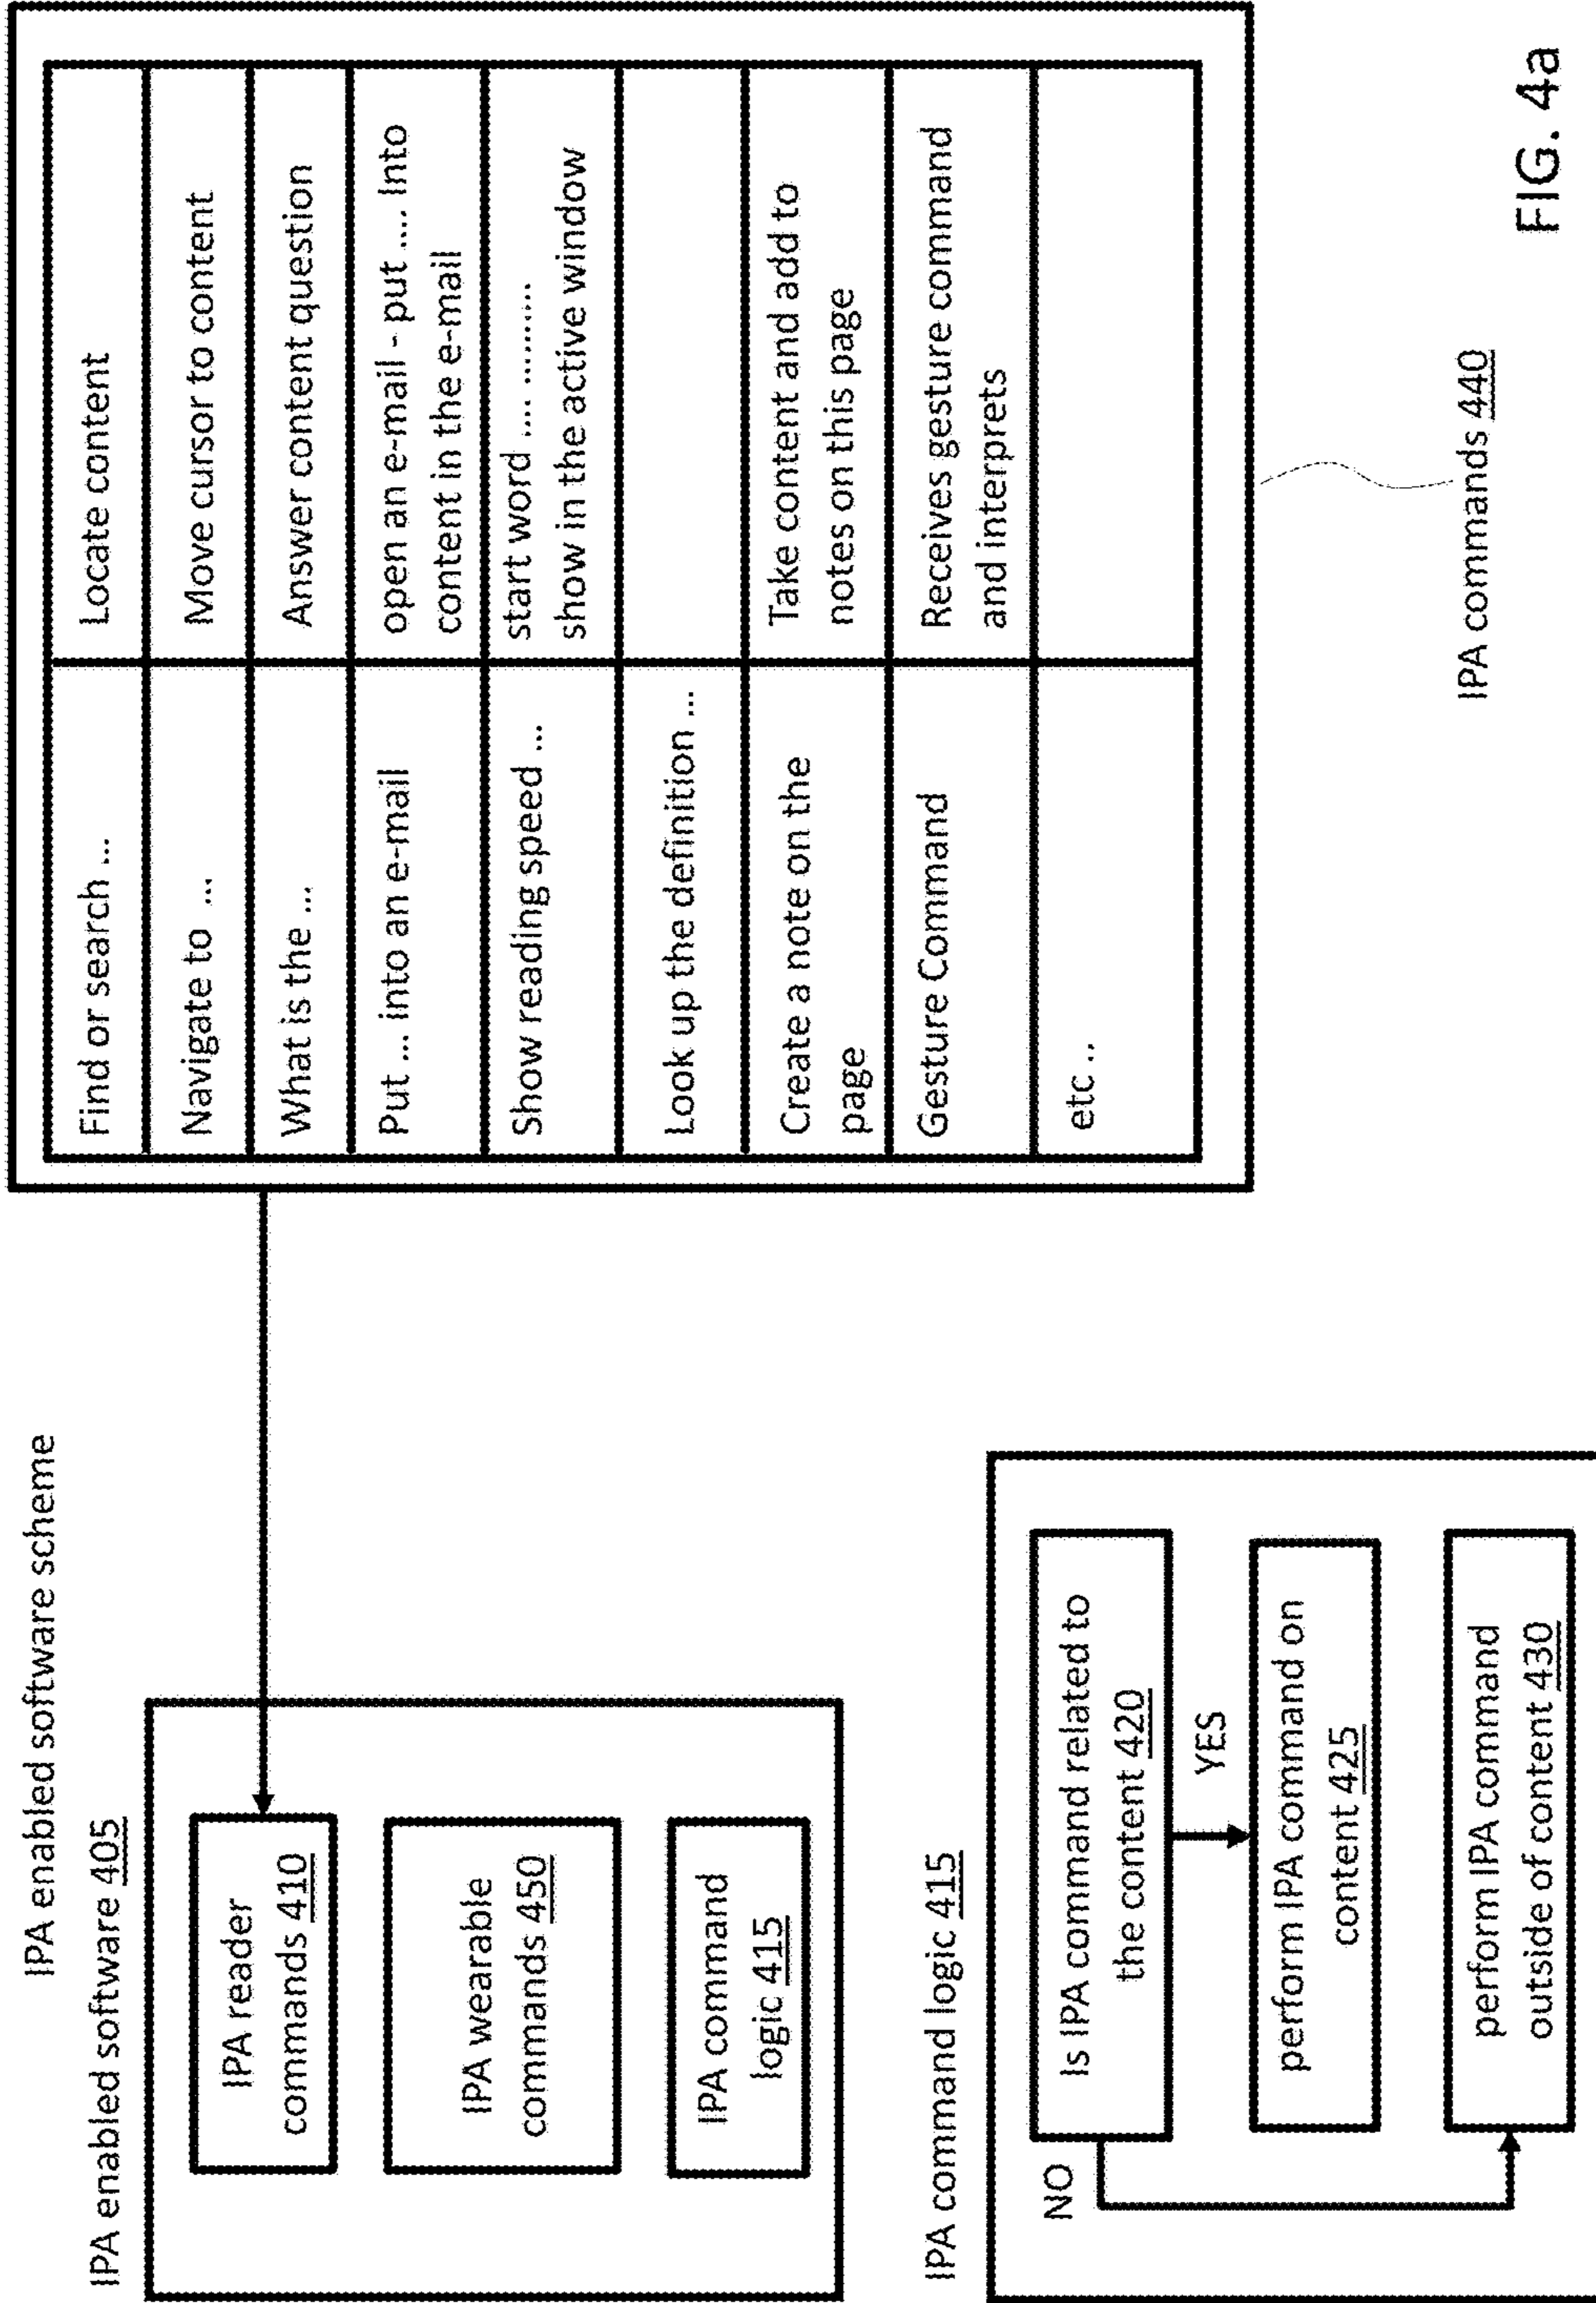 IPA enabled software scheme
IPA enabled software 405
IPA reader
commands 410
IPA wearable
commands 450
IPA command
logic 415
IPA command logic 415
Is IPA command related to
the content 420
YES
NO
perform IPA command on
content 425
perform IPA command
outside of content 430
Find or search ...
Locate content
Navigate to ...
Move cursor to content
What is the ...
Answer content question
Put ... into an e-mail
open an e-mail - put .... Into
content in the e-mail
Show reading speed ...
start word .... ..........
show in the active window
Look up the definition ...
Create a note on the
page
Take content and add to
notes on this page
Gesture Command
Receives gesture command
and interprets
etc ..
IPA commands 440
FIG. 4a